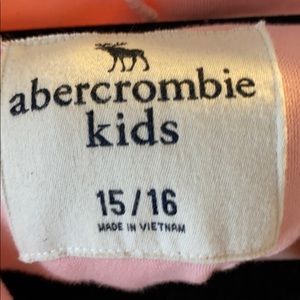 abercrombie
kids
15/16
MADE IN VIETNAM